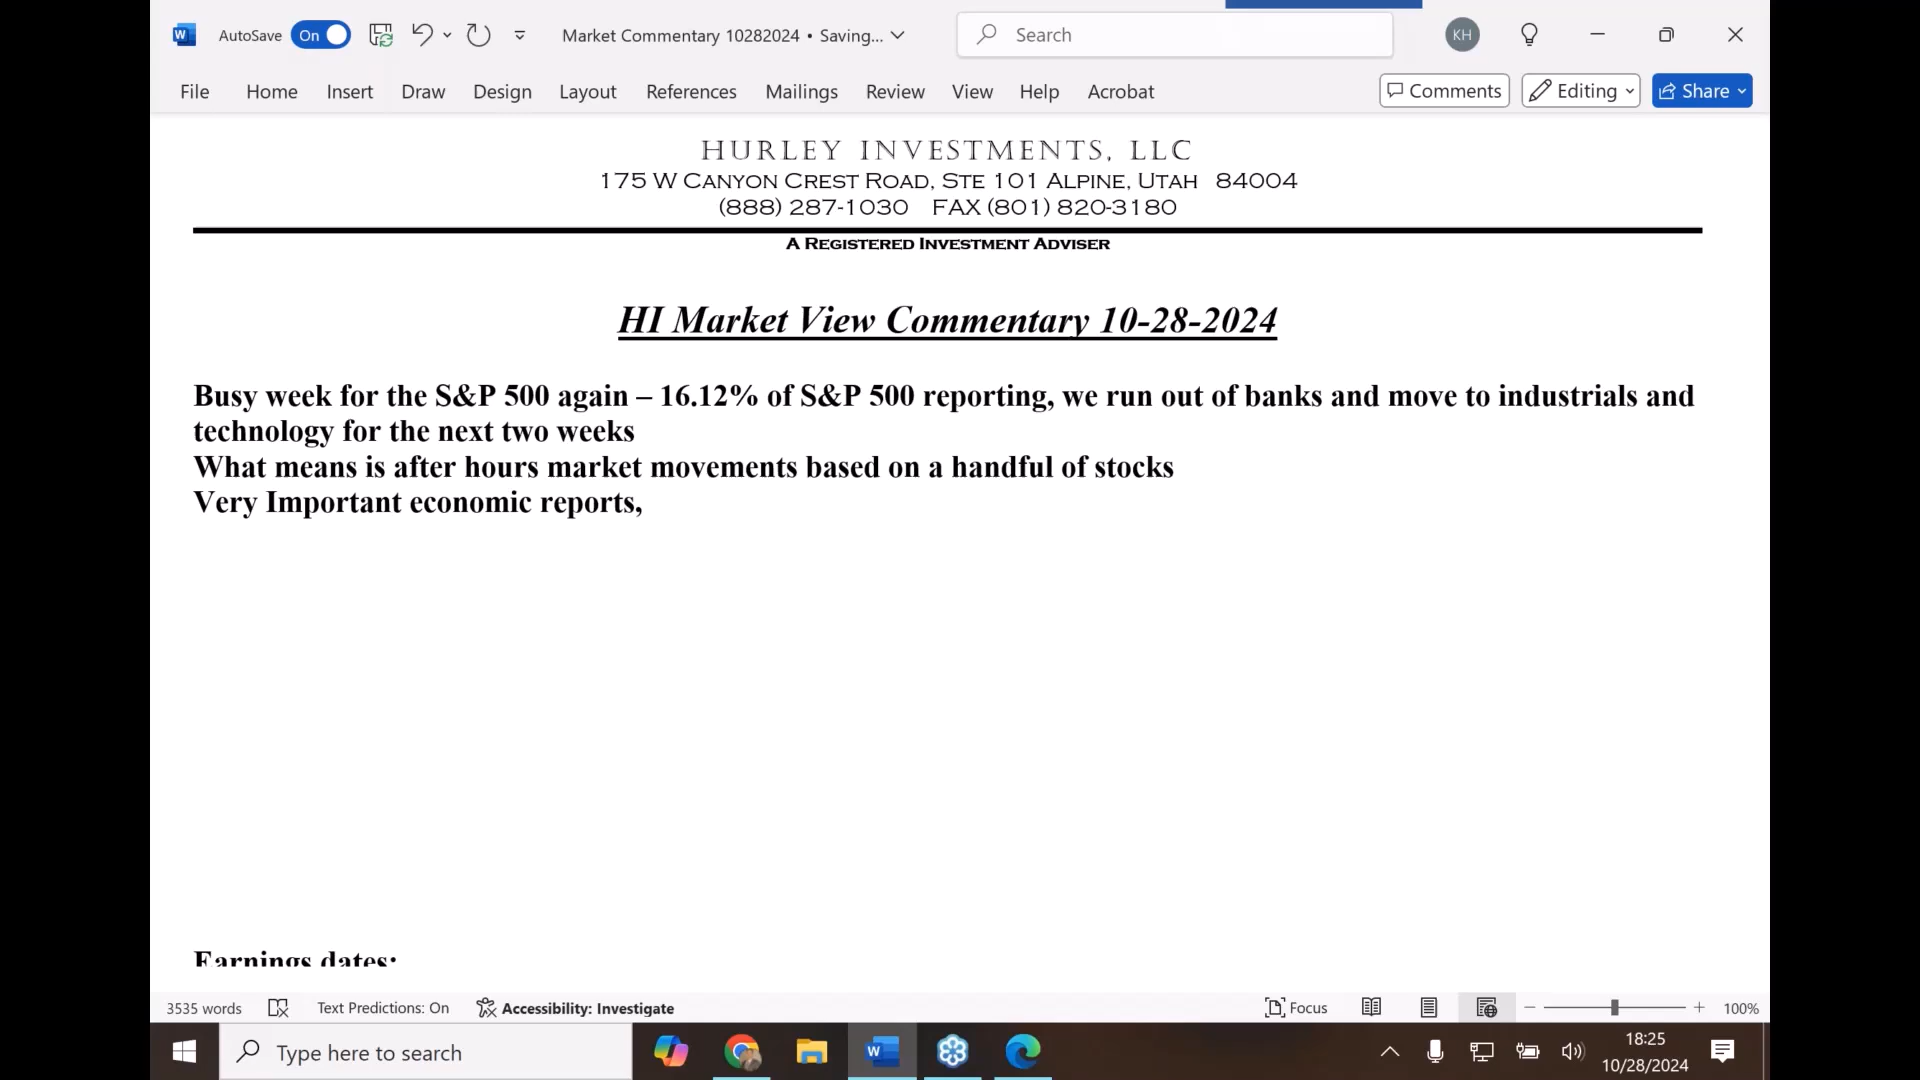 AutoSave On Market Commentary 10282024 • Saving... Search KH
File Home Insert Draw Design Layout References Mailings Review View Help Acrobat Comments Editing Share
HURLEY INVESTMENTS, LLC
175 W CANYON CREST ROAD, STE 101 ALPINE, UTAH 84004
(888) 287-1030 FAX (801) 820-3180
A REGISTERED INVESTMENT ADVISER
HI Market View Commentary 10-28-2024
Busy week for the S&P 500 again – 16.12% of S&P 500 reporting, we run out of banks and move to industrials and
technology for the next two weeks
What means is after hours market movements based on a handful of stocks
Very Important economic reports,
Earnings dates:
3535 words Text Predictions: On Accessibility: Investigate Focus 100%
Type here to search 18:25
10/28/2024